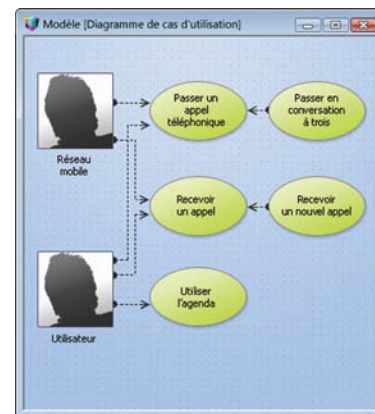 Modèle [Diagramme de cas d'utilisation]
Passer un
appel
téléphonique
Passer en
conversation
à trois
Réseau
mobile
Recevoir
un appel
Recevoir
un nouvel appel
Utiliser
l'agenda
Utilisateur